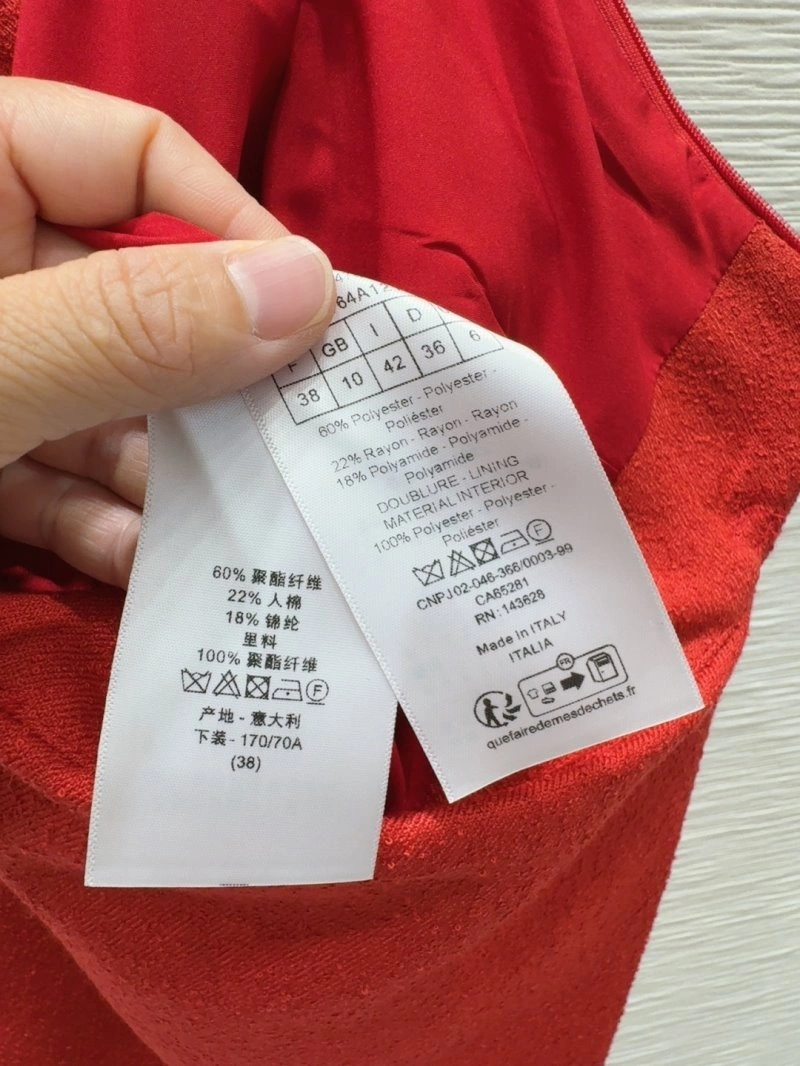 64A12
F GB I D
38 10 42 36 6
60% Polyester - Polyester -
Poliéster
22% Rayon - Rayon - Rayon
18% Polyamide - Polyamide -
Polyamide
DOUBLURE - LINING
MATERIAL INTERIOR
100% Polyester - Polyester -
Poliéster
CNPJ 02-046-366/0003-99
CA65281
RN: 143628
Made in ITALY
ITALIA
FR
quefairedemesdechets.fr
60% 聚酯纤维
22% 人棉
18% 锦纶
里料
100% 聚酯纤维
F
产地 - 意大利
下装 - 170/70A
(38)